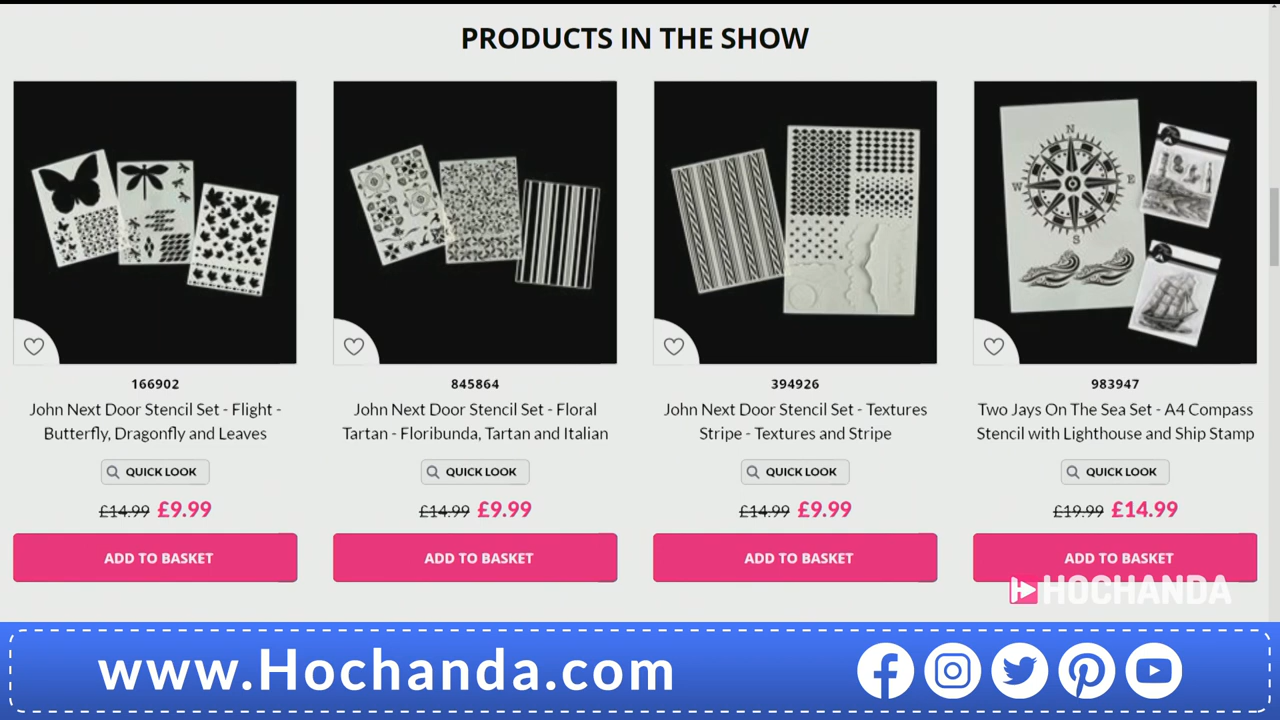 PRODUCTS IN THE SHOW
N
W
E
S
166902
John Next Door Stencil Set - Flight -
Butterfly, Dragonfly and Leaves
QUICK LOOK
£14.99 £9.99
ADD TO BASKET
845864
John Next Door Stencil Set - Floral
Tartan - Floribunda, Tartan and Italian
QUICK LOOK
£14.99 £9.99
ADD TO BASKET
394926
John Next Door Stencil Set - Textures
Stripe - Textures and Stripe
QUICK LOOK
£14.99 £9.99
ADD TO BASKET
983947
Two Jays On The Sea Set - A4 Compass
Stencil with Lighthouse and Ship Stamp
QUICK LOOK
£19.99 £14.99
ADD TO BASKET
HOCHANDA
www.Hochanda.com